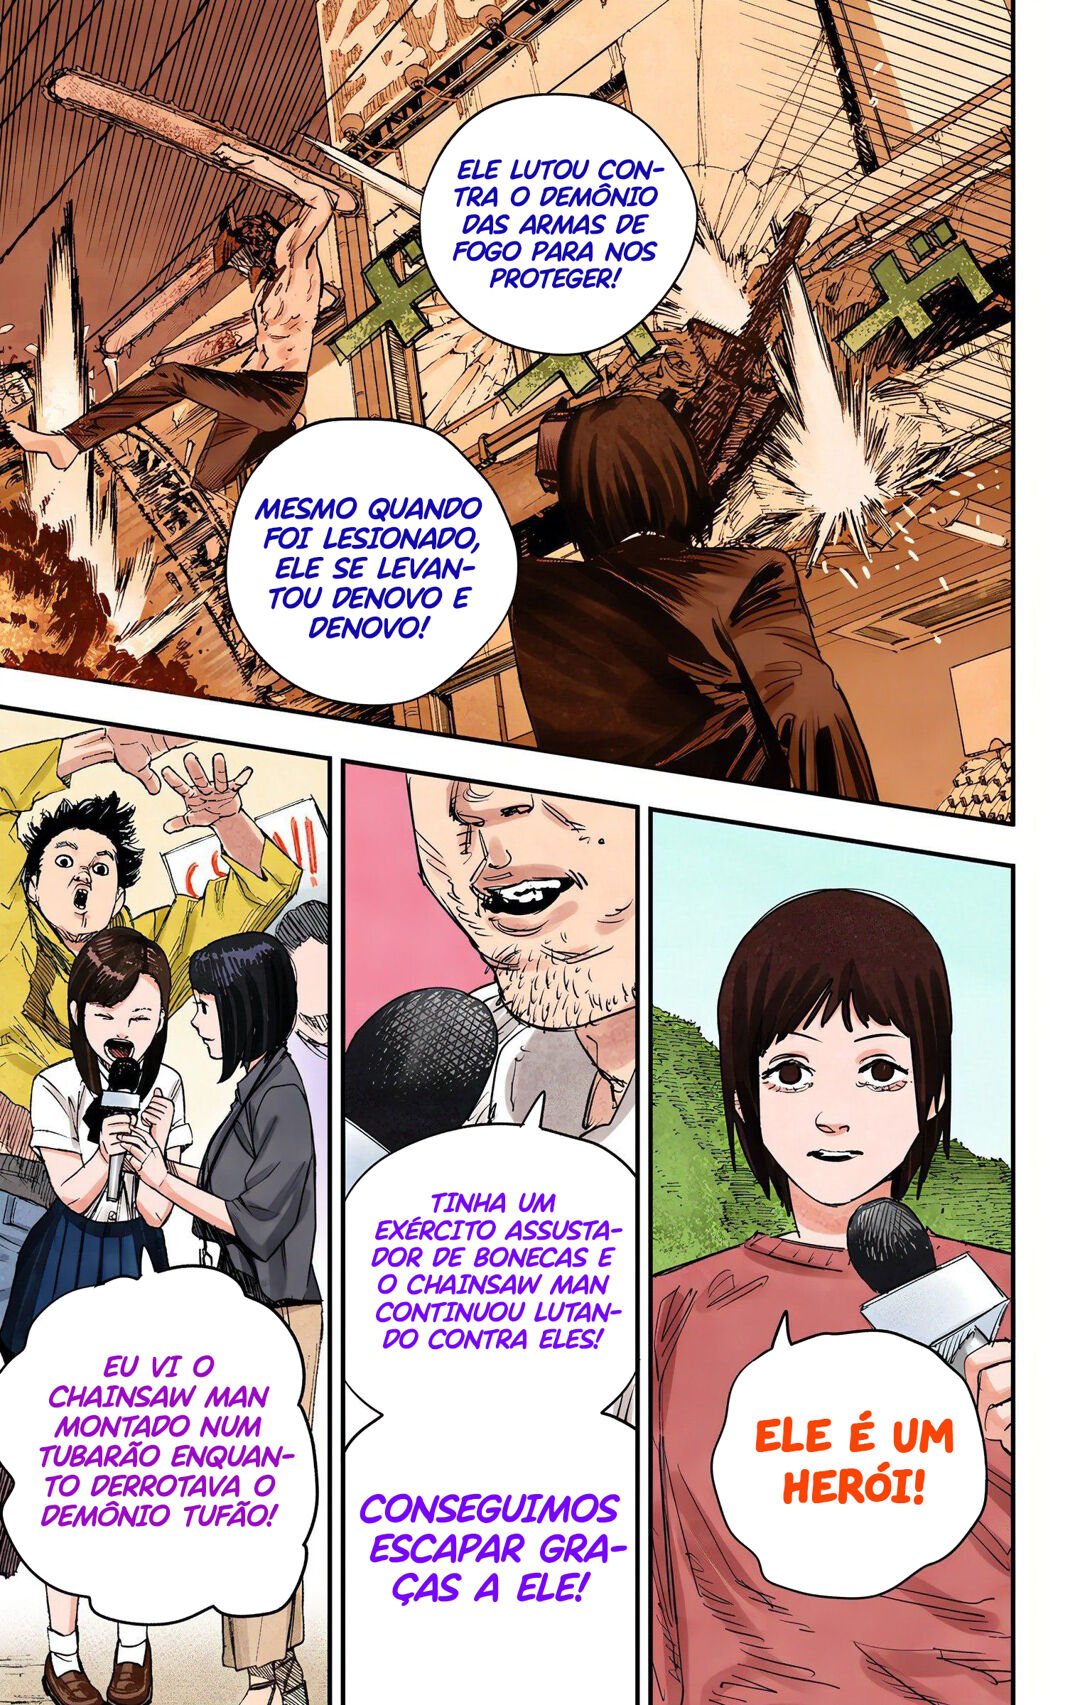 ELE LUTOU CON-
TRA O DEMÔNIO
DAS ARMAS DE
FOGO PARA NOS
PROTEGER!
MESMO QUANDO
FOI LESIONADO,
ELE SE LEVAN-
TOU DENOVO E
DENOVO!
ELE É UM
HERÓI!
TINHA UM
EXÉRCITO ASSUSTA-
DOR DE BONECAS E
O CHAINSAW MAN
CONTINUOU LUTAN-
DO CONTRA ELES!
CONSEGUIMOS
ESCAPAR GRA-
ÇAS A ELE!
EU VI O
CHAINSAW MAN
MONTADO NUM
TUBARÃO ENQUAN-
TO DERROTAVA O
DEMÔNIO TUFÃO!